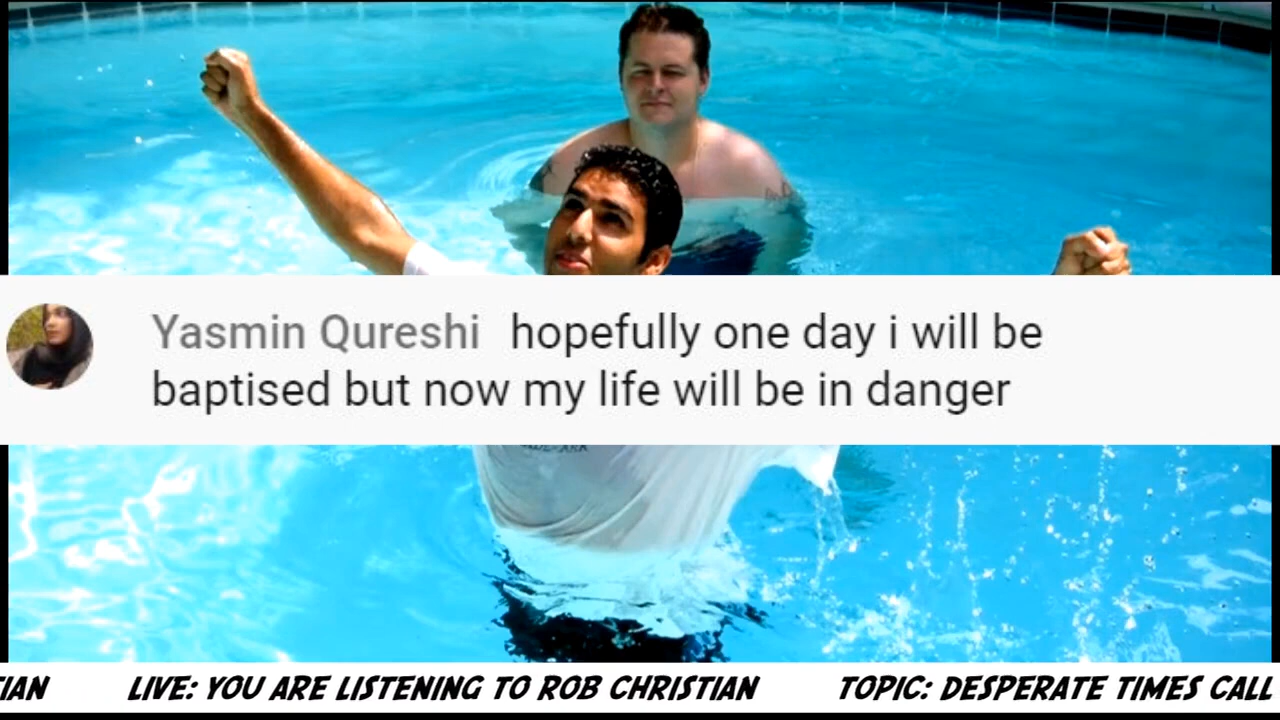 Yasmin Qureshi hopefully one day i will be
baptised but now my life will be in danger
TIAN LIVE: YOU ARE LISTENING TO ROB CHRISTIAN TOPIC: DESPERATE TIMES CALL